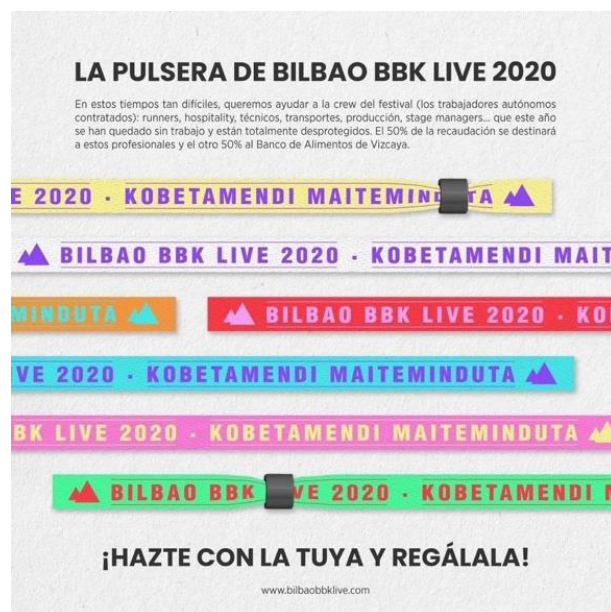 LA PULSERA DE BILBAO BBK LIVE 2020
En estos tiempos tan difíciles, queremos ayudar a la crew del festival (los trabajadores autónomos
contratados): runners, hospitality, técnicos, transportes, producción, stage managers... que este año
se han quedado sin trabajo y están totalmente desprotegidos. El 50% de la recaudación se destinará
a estos profesionales y el otro 50% al Banco de Alimentos de Vizcaya.
E 2020 · KOBETAMENDI MAITEMINDUTA
BILBAO BBK LIVE 2020 · KOBETAMENDI MAIT
MINDUTA BILBAO BBK LIVE 2020 · KO
VE 2020 · KOBETAMENDI MAITEMINDUTA
BK LIVE 2020 · KOBETAMENDI MAITEMINDUTA
BILBAO BBK LIVE 2020 · KOBETAMENDI M
¡HAZTE CON LA TUYA Y REGÁLALA!
www.bilbaobbklive.com